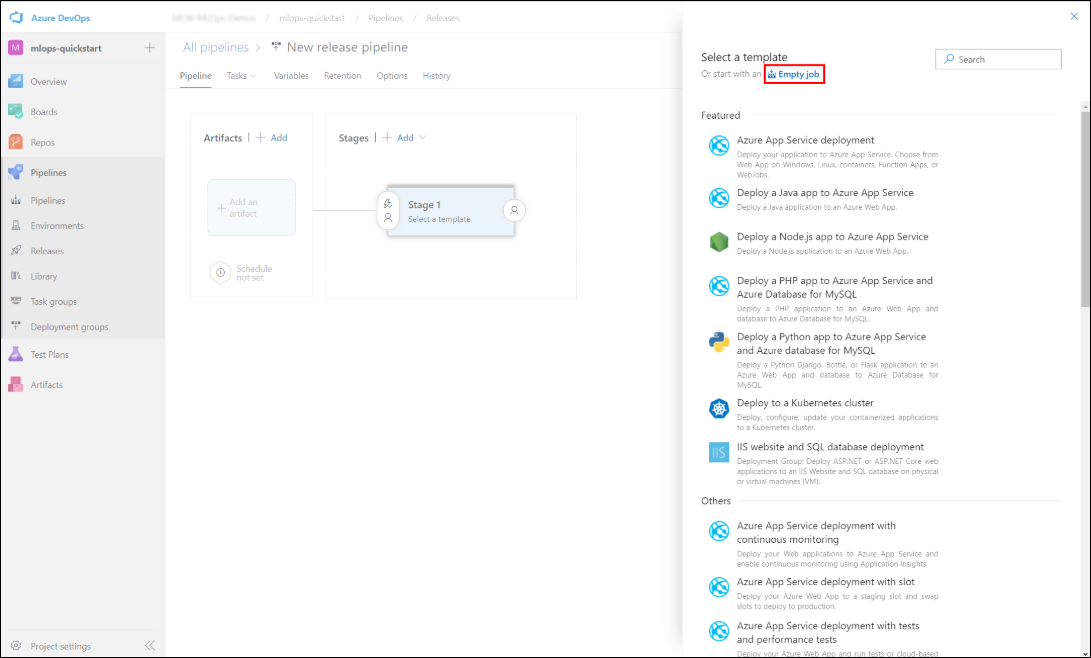 Azure DevOps
/ mlops-quickstart / Pipelines / Releases
M mlops-quickstart
Overview
Boards
Repos
Pipelines
Pipelines
Environments
Releases
Library
Task groups
Deployment groups
Test Plans
Artifacts
Project settings
All pipelines > New release pipeline
Pipeline Tasks Variables Retention Options History
Artifacts | + Add
+ Add an
artifact
Schedule
not set
Stages | + Add
Stage 1
Select a template
Select a template
Or start with an Empty job
Search
Featured
Azure App Service deployment
Deploy your application to Azure App Service. Choose from
Web App on Windows, Linux, containers, Function Apps, or
WebJobs.
Deploy a Java app to Azure App Service
Deploy a Java application to an Azure Web App.
Deploy a Node.js app to Azure App Service
Deploy a Node.js application to an Azure Web App.
Deploy a PHP app to Azure App Service and
Azure Database for MySQL
Deploy a PHP application to an Azure Web App and
database to Azure Database for MySQL.
Deploy a Python app to Azure App Service
and Azure database for MySQL
Deploy a Python Django, Bottle, or Flask application to an
Azure Web App and database to Azure Database for
MySQL.
Deploy to a Kubernetes cluster
Deploy, configure, update your containerized applications
to a Kubernetes cluster.
IIS
IIS website and SQL database deployment
Deployment Group: Deploy ASP.NET or ASP.NET Core web
applications to an IIS Website and SQL database on physical
or virtual machines (VM).
Others
Azure App Service deployment with
continuous monitoring
Deploy your Web applications to Azure App Service and
enable continuous monitoring using Application Insights.
Azure App Service deployment with slot
Deploy your Azure Web App to a staging slot and swap
slots to deploy to production.
Azure App Service deployment with tests
and performance tests
Deploy your Azure Web App and run tests or cloud-based